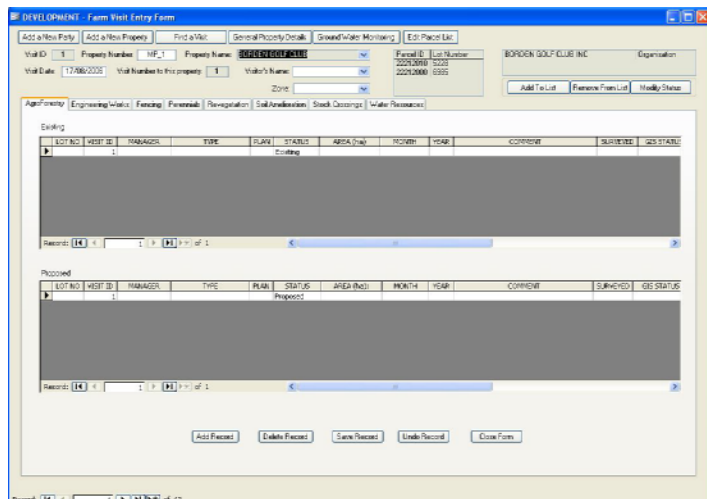 DEVELOPMENT - Farm Visit Entry Form
Add a New Party Add a New Property Find a Visit General Property Details Ground Water Monitoring Edit Parcel List
Visit ID 1 Property Number MP_1 Property Name: BORDEN GOLF CLUB Parcel ID Lot Number BORDEN GOLF CLUB INC Organisation
22212010 5228
Visit Date: 17/08/2006 Visit Number to this property 1 Visitor's Name: 22212000 6995
Zone: Add To List Remove From List Modify Status
AgroForestry Engineering Works Fencing Perennials Revegetation Soil Amelioration Stock Crossings Water Resources
Existing
LOT NO VISIT ID MANAGER TYPE PLAN STATUS AREA (ha) MONTH YEAR COMMENT SURVEYED GIS STATUS
1 Existing
Record: 1 of 1
Proposed
LOT NO VISIT ID MANAGER TYPE PLAN STATUS AREA (ha) MONTH YEAR COMMENT SURVEYED GIS STATUS
1 Proposed
Record: 1 of 1
Add Record Delete Record Save Record Undo Record Close Form